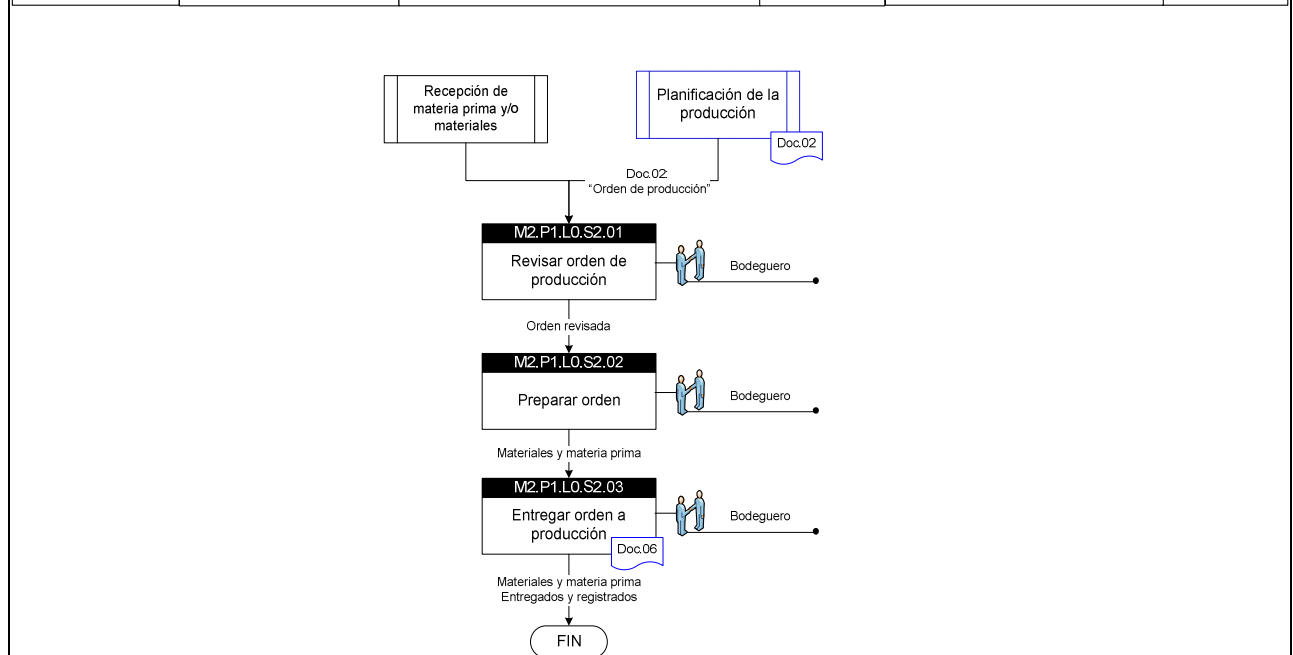 Recepción de
materia prima y/o
materiales
Planificación de la
producción
Doc.02
Doc.02:
"Orden de producción"
M2.P1.L0.S2.01
Revisar orden de
producción
Bodeguero
Orden revisada
M2.P1.L0.S2.02
Preparar orden
Bodeguero
Materiales y materia prima
M2.P1.L0.S2.03
Entregar orden a
producción
Doc.06
Bodeguero
Materiales y materia prima
Entregados y registrados
FIN